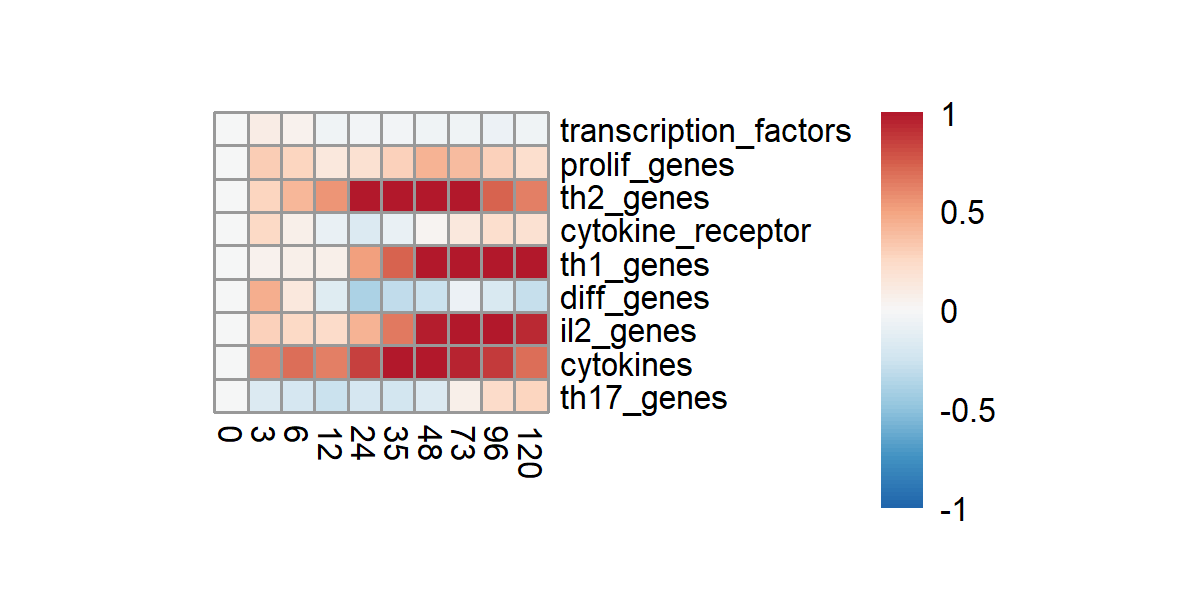 transcription_factors
prolif_genes
th2_genes
cytokine_receptor
th1_genes
diff_genes
il2_genes
cytokines
th17_genes
0 3 6 12 24 35 48 73 96 120
1
0.5
0
-0.5
-1